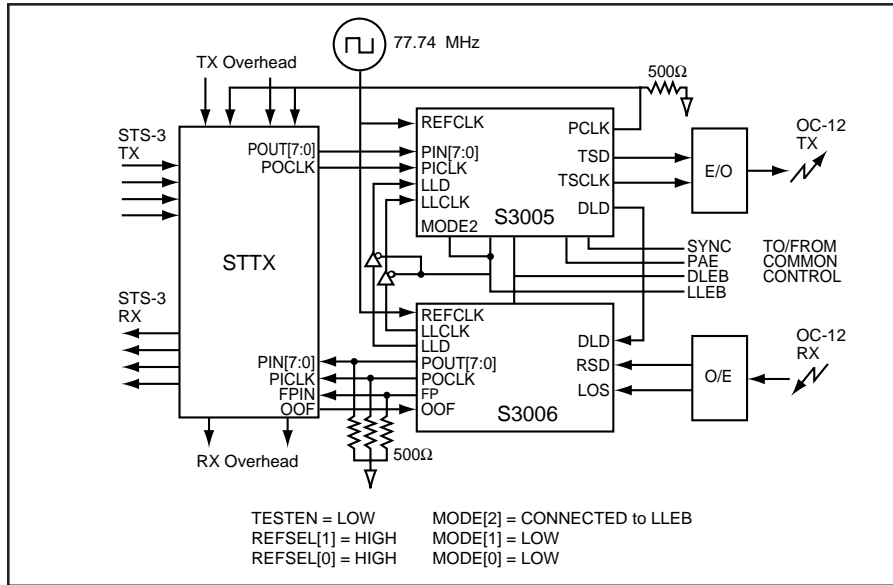 77.74 MHz
TX Overhead
500Ω
STS-3
TX
POUT[7:0]
POCLK
STTX
STS-3
RX
PIN[7:0]
PICLK
FPIN
OOF
RX Overhead
REFCLK
PIN[7:0]
PICLK
LLD
LLCLK
MODE2
S3005
PCLK
TSD
TSCLK
DLD
E/O
OC-12
TX
SYNC
PAE
DLEB
LLEB
TO/FROM
COMMON
CONTROL
REFCLK
LLCLK
LLD
POUT[7:0]
POCLK
FP
OOF
S3006
DLD
RSD
LOS
O/E
OC-12
RX
500Ω
TESTEN = LOW
REFSEL[1] = HIGH
REFSEL[0] = HIGH
MODE[2] = CONNECTED to LLEB
MODE[1] = LOW
MODE[0] = LOW